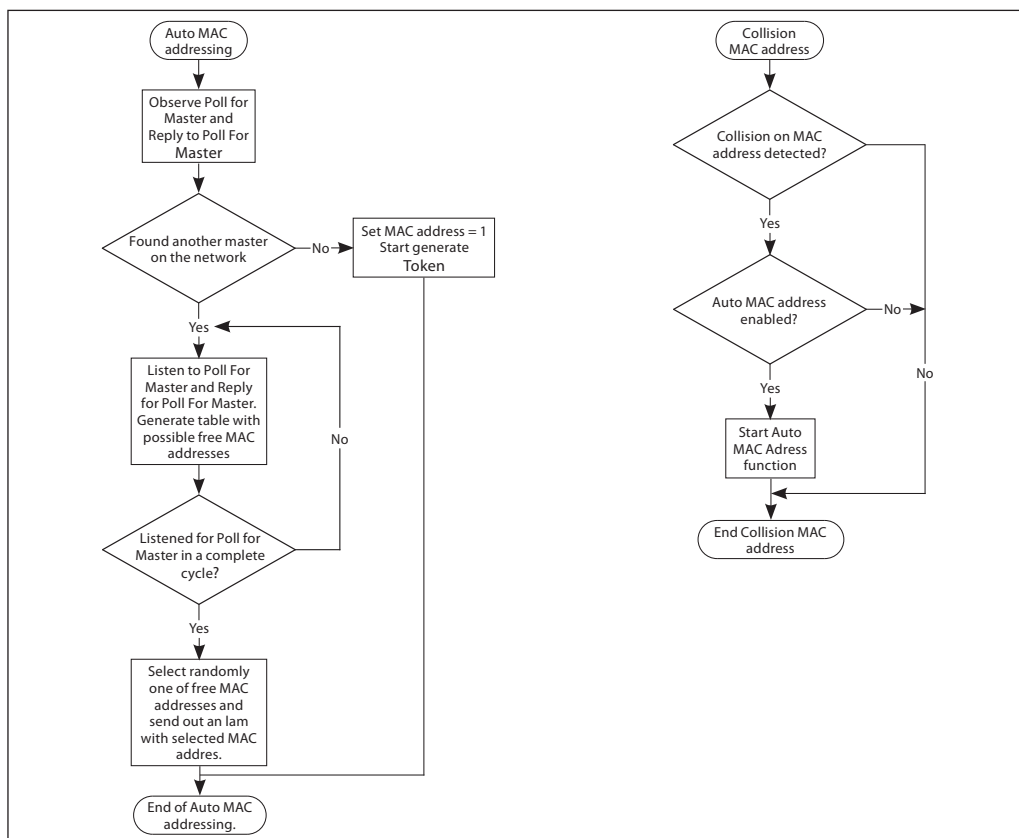 Auto MAC
addressing
Observe Poll for
Master and
Reply to Poll For
Master
Found another master
on the network
No
Set MAC address = 1
Start generate
Token
Yes
Listen to Poll For
Master and Reply
for Poll For Master.
Generate table with
possible free MAC
addresses
No
Listened for Poll for
Master in a complete
cycle?
Yes
Select randomly
one of free MAC
addresses and
send out an Iam
with selected MAC
addres.
End of Auto MAC
addressing.
Collision
MAC address
Collision on MAC
address detected?
Yes
Auto MAC address
enabled?
No
No
Yes
Start Auto
MAC Adress
function
End Collision MAC
address